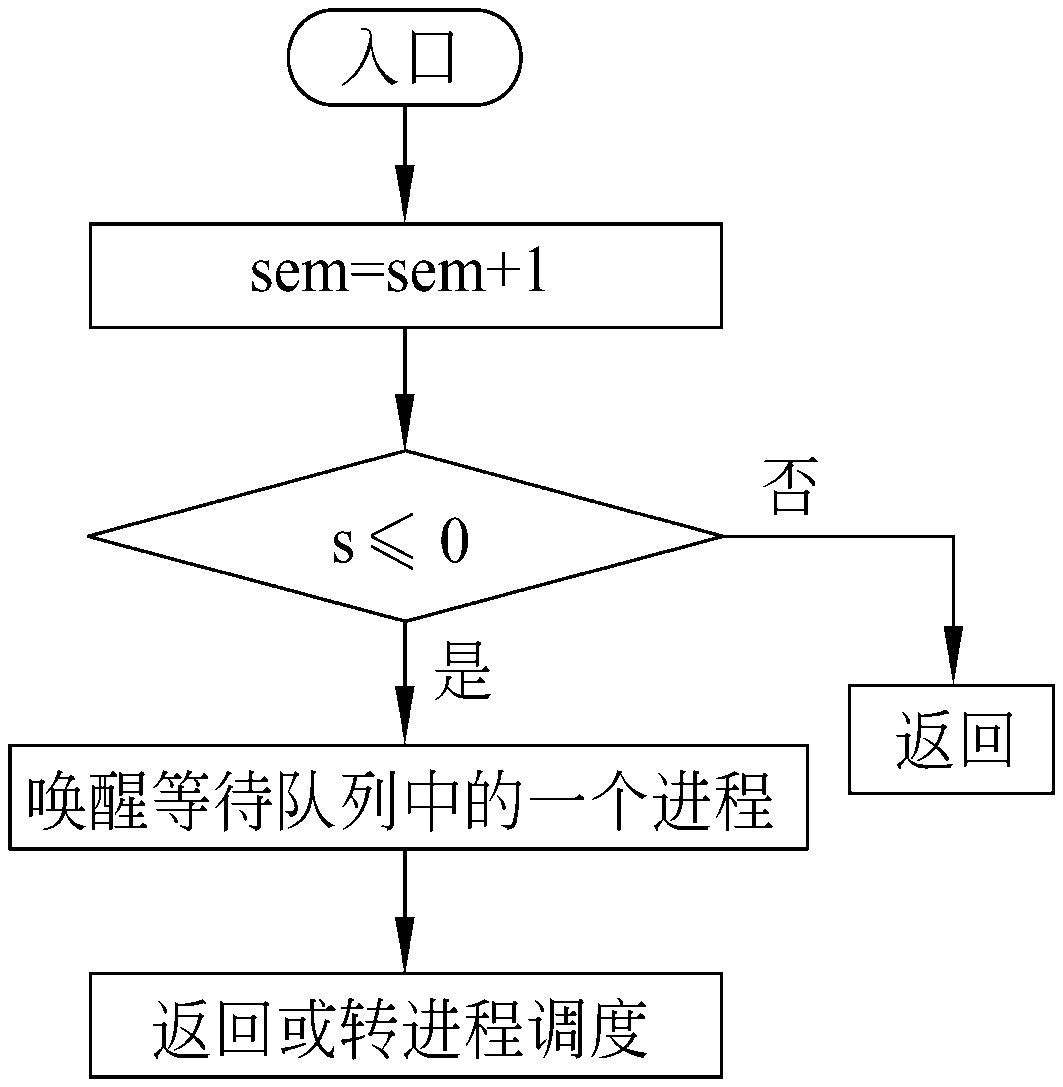 入口
sem=sem+1
s≤0
否
是
返回
唤醒等待队列中的一个进程
返回或转进程调度